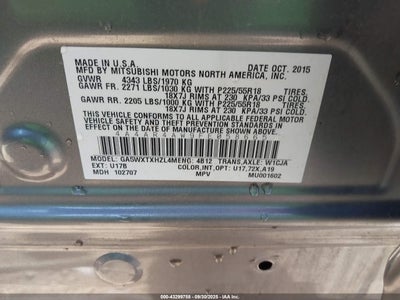 MADE IN U.S.A. DATE OCT. 2015
MFD BY MITSUBISHI MOTORS NORTH AMERICA, INC.
GVWR 4343 LBS/1970 KG
GAWR FR. 2271 LBS/1030 KG WITH P225/55R18 TIRES.
18X7J RIMS AT 230 KPA/33 PSI COLD.
GAWR RR. 2205 LBS/1000 KG WITH P225/55R18 TIRES.
18X7J RIMS AT 230 KPA/33 PSI COLD.
THIS VEHICLE CONFORMS TO ALL APPLICABLE
FEDERAL MOTOR VEHICLE SAFETY, BUMPER
AND THEFT PREVENTION STANDARDS IN
EFFECT ON THE DATE OF MANUFACTURE SHOWN ABOVE.
MODEL: GA5WXTXHZL4M ENG: 4B12 TRANS,AXLE: W1CJA
EXT: U17B COLOR,INT,OPT: U17,72X,A19
MDH 102707 MPV MU001602
000-43299758 - 09/10/2025 - IAA, Inc.